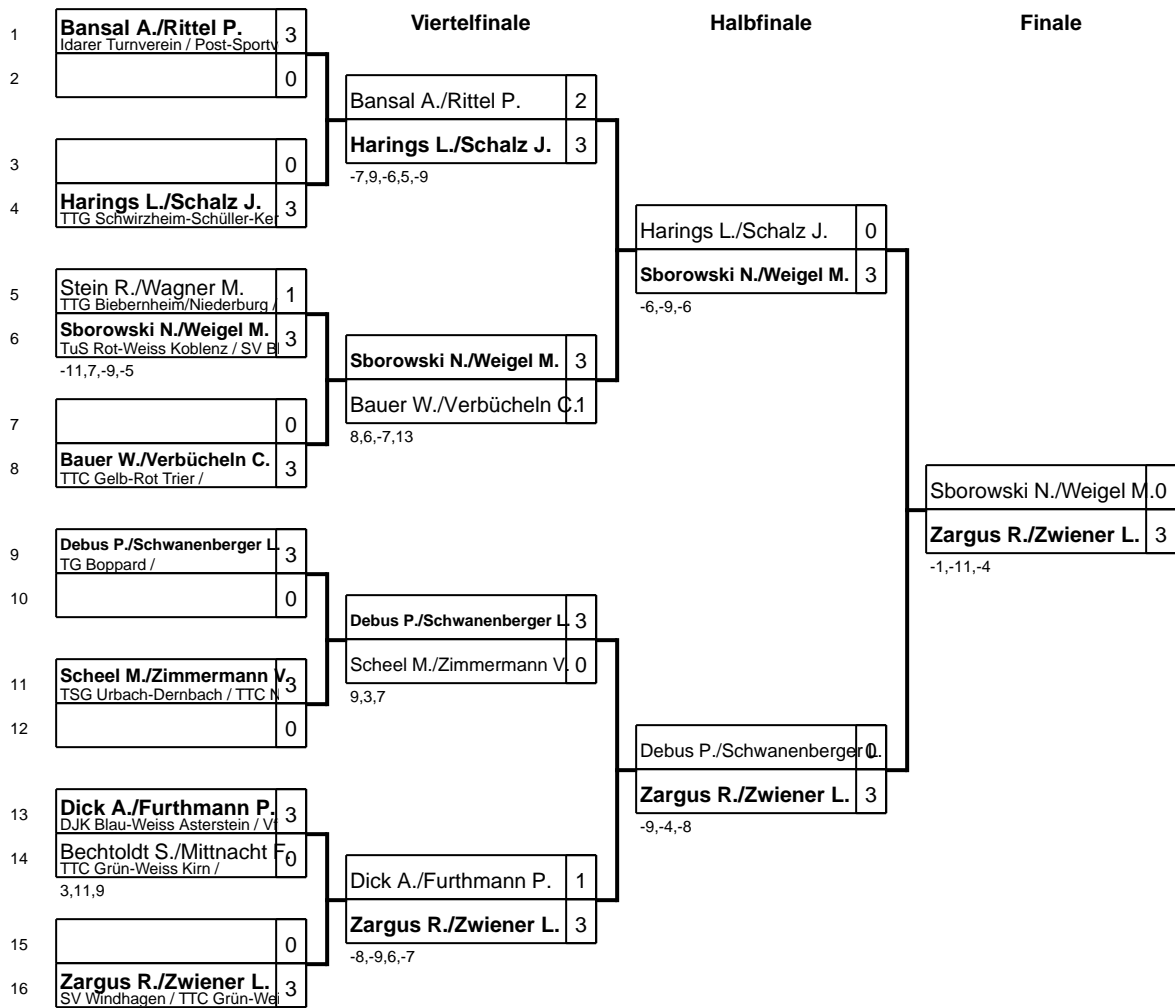 Viertelfinale
Halbfinale
Finale
1
Bansal A./Rittel P.
3
Idarer Turnverein / Post-Sportv
2
0
3
0
4
Harings L./Schalz J.
3
TTG Schwirzheim-Schüller-Ker
5
Stein R./Wagner M.
1
TTG Biebernheim/Niederburg /
6
Sborowski N./Weigel M.
3
TuS Rot-Weiss Koblenz / SV Bl
-11,7,-9,-5
7
0
8
Bauer W./Verbücheln C.
3
TTC Gelb-Rot Trier /
9
Debus P./Schwanenberger L.
3
TG Boppard /
10
0
11
Scheel M./Zimmermann V.
3
TSG Urbach-Dernbach / TTC N
12
0
13
Dick A./Furthmann P.
3
DJK Blau-Weiss Asterstein / Vf
14
Bechtoldt S./Mittnacht F.
0
TTC Grün-Weiss Kirn /
3,11,9
15
0
16
Zargus R./Zwiener L.
3
SV Windhagen / TTC Grün-Wei
Bansal A./Rittel P.
2
Harings L./Schalz J.
3
-7,9,-6,5,-9
Sborowski N./Weigel M.
3
Bauer W./Verbücheln C.
1
8,6,-7,13
Debus P./Schwanenberger L.
3
Scheel M./Zimmermann V.
0
9,3,7
Dick A./Furthmann P.
1
Zargus R./Zwiener L.
3
-8,-9,6,-7
Harings L./Schalz J.
0
Sborowski N./Weigel M.
3
-6,-9,-6
Debus P./Schwanenberger L.
0
Zargus R./Zwiener L.
3
-9,-4,-8
Sborowski N./Weigel M.
0
Zargus R./Zwiener L.
3
-1,-11,-4